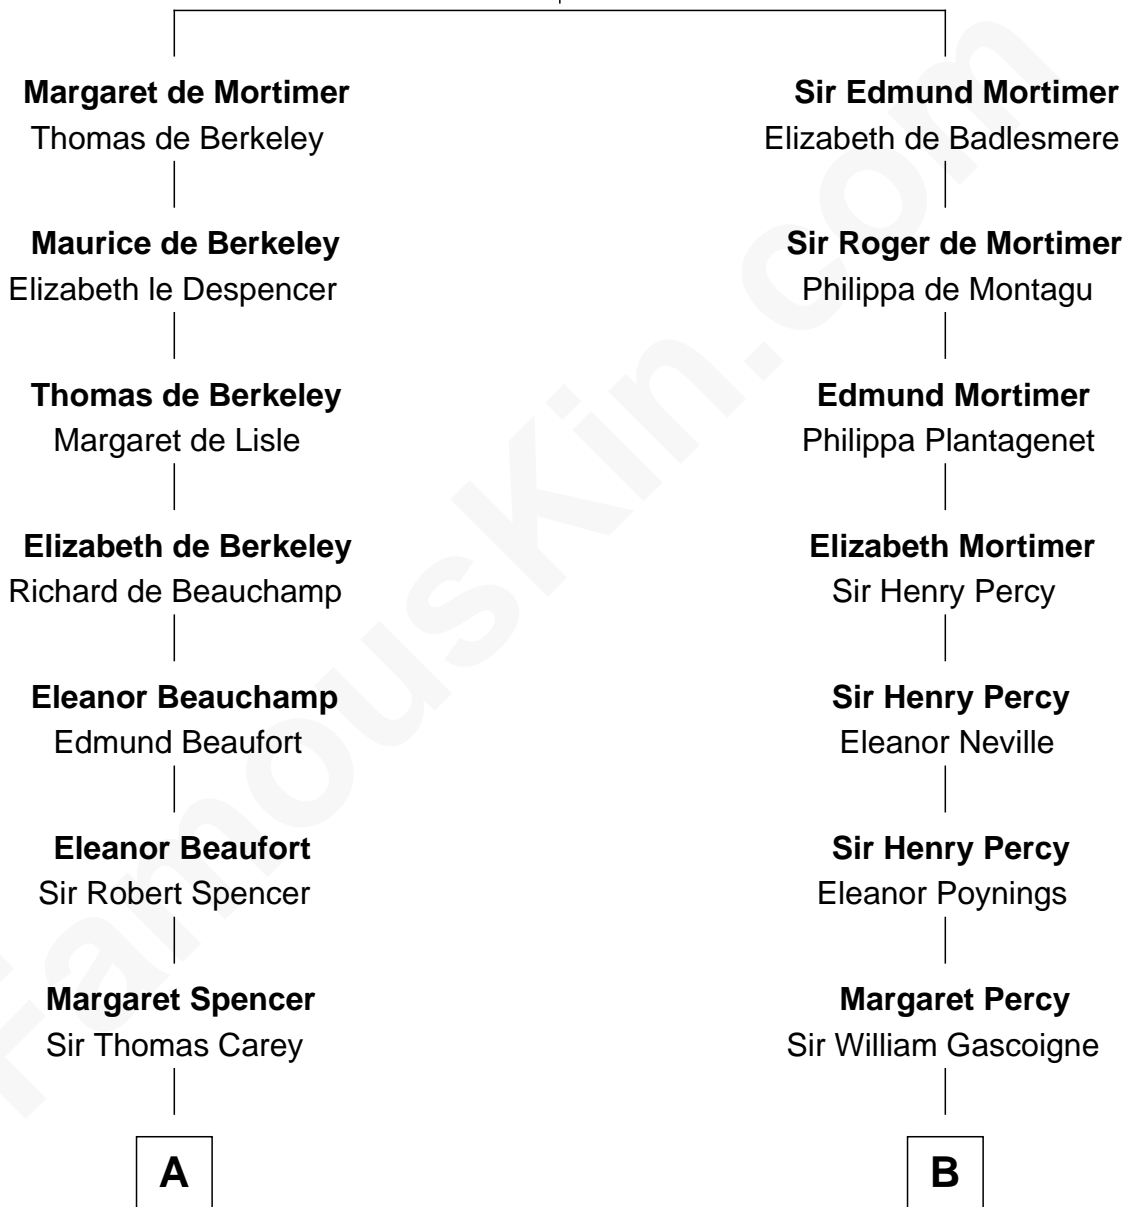 Margaret de Mortimer
Thomas de Berkeley
Maurice de Berkeley
Elizabeth le Despencer
Thomas de Berkeley
Margaret de Lisle
Elizabeth de Berkeley
Richard de Beauchamp
Eleanor Beauchamp
Edmund Beaufort
Eleanor Beaufort
Sir Robert Spencer
Margaret Spencer
Sir Thomas Carey
A
Sir Edmund Mortimer
Elizabeth de Badlesmere
Sir Roger de Mortimer
Philippa de Montagu
Edmund Mortimer
Philippa Plantagenet
Elizabeth Mortimer
Sir Henry Percy
Sir Henry Percy
Eleanor Neville
Sir Henry Percy
Eleanor Poynings
Margaret Percy
Sir William Gascoigne
B
FamousKin.com